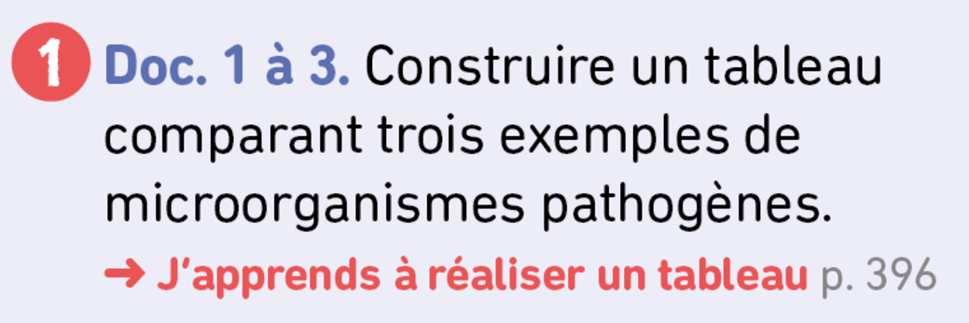 1 Doc. 1 à 3. Construire un tableau
comparant trois exemples de
microorganismes pathogènes.
➜ J'apprends à réaliser un tableau p. 396